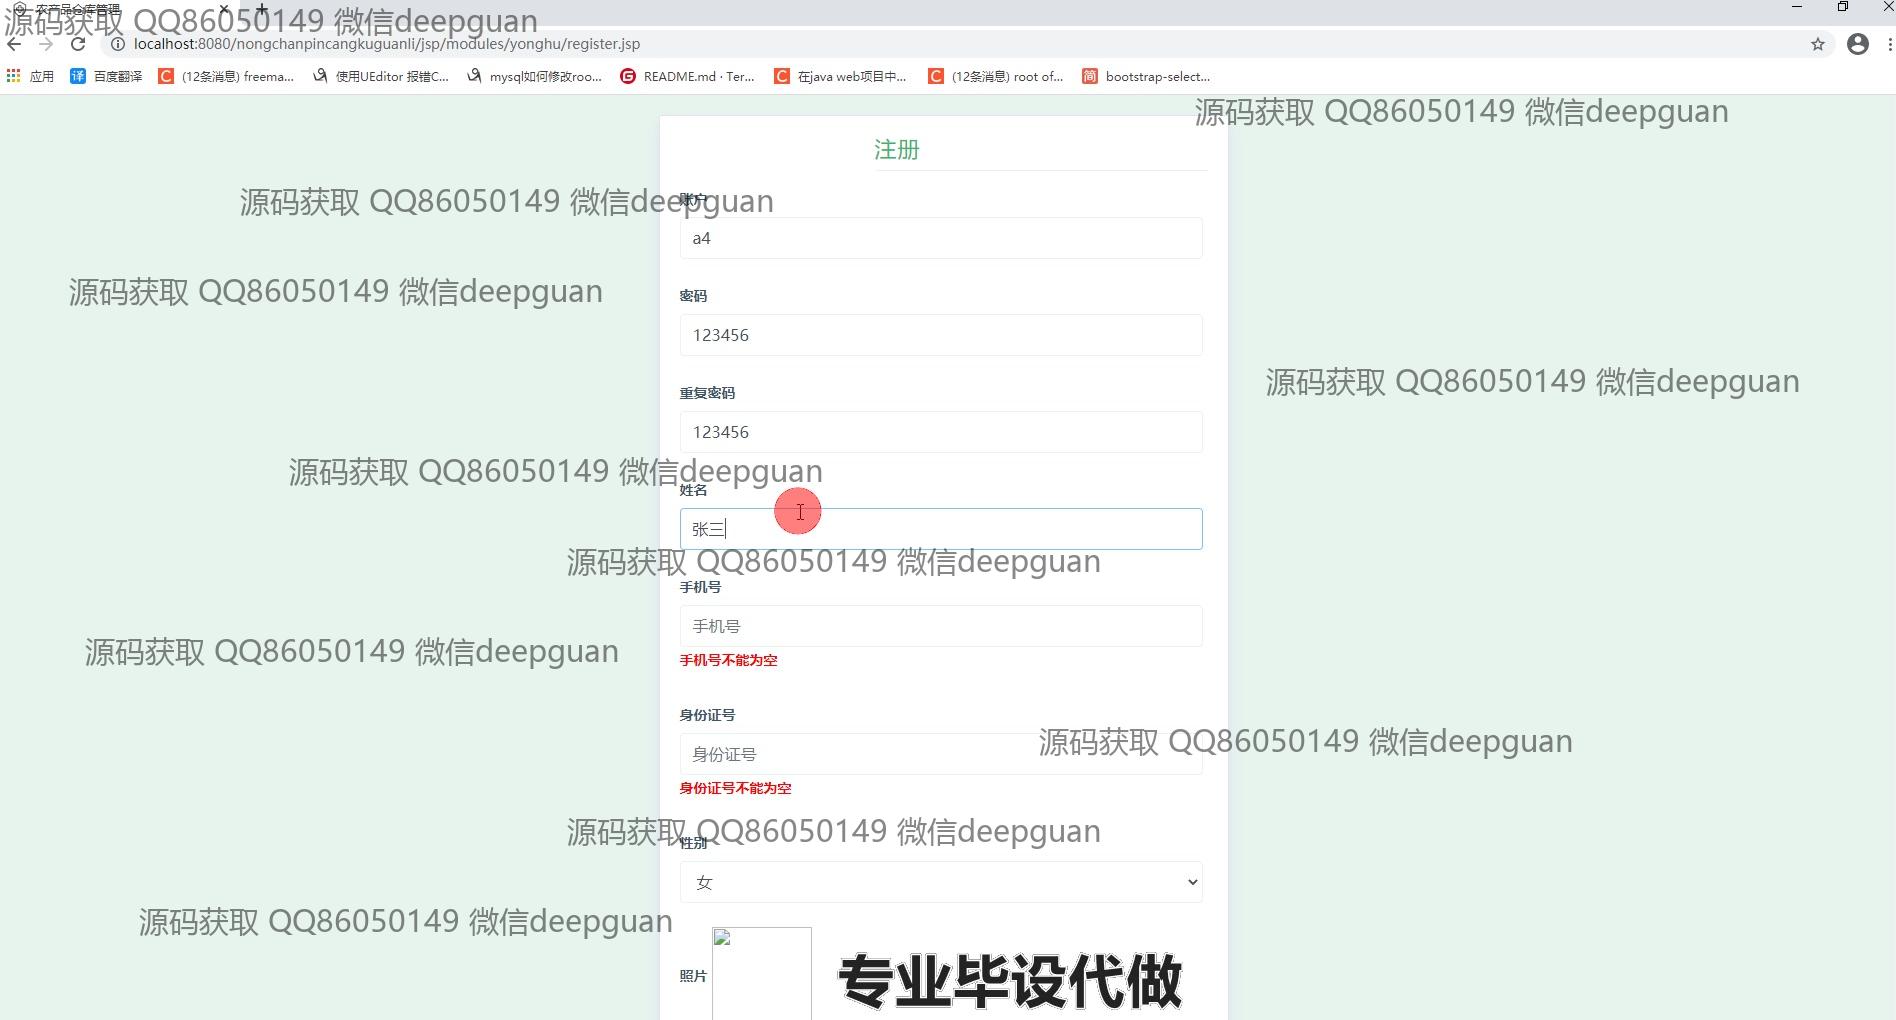 农产品仓库管理
源码获取 QQ86050149 微信deepguan
localhost:8080/nongchanpincangkuguanli/jsp/modules/yonghu/register.jsp
应用 译 百度翻译 C (12条消息) freema... 使用UEditor 报错C... mysql如何修改roo... G README.md · Ter... C 在java web项目中... C (12条消息) root of... 简 bootstrap-select...
源码获取 QQ86050149 微信deepguan
注册
源码获取 QQ86050149 微信deepguan
账户
a4
源码获取 QQ86050149 微信deepguan
密码
123456
源码获取 QQ86050149 微信deepguan
重复密码
123456
源码获取 QQ86050149 微信deepguan
姓名
张三
源码获取 QQ86050149 微信deepguan
手机号
手机号
手机号不能为空
源码获取 QQ86050149 微信deepguan
身份证号
源码获取 QQ86050149 微信deepguan
身份证号
身份证号不能为空
源码获取 QQ86050149 微信deepguan
性别
女
源码获取 QQ86050149 微信deepguan
照片
专业毕设代做